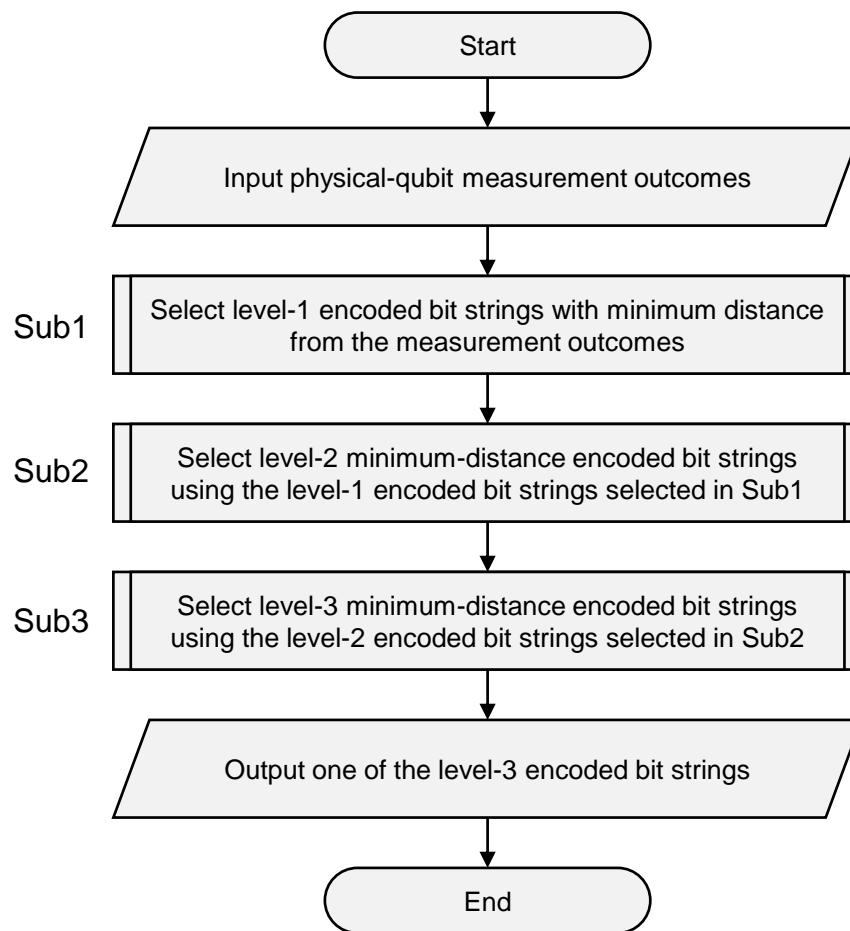 Start
Input physical-qubit measurement outcomes
Sub1
Select level-1 encoded bit strings with minimum distance
from the measurement outcomes
Sub2
Select level-2 minimum-distance encoded bit strings
using the level-1 encoded bit strings selected in Sub1
Sub3
Select level-3 minimum-distance encoded bit strings
using the level-2 encoded bit strings selected in Sub2
Output one of the level-3 encoded bit strings
End